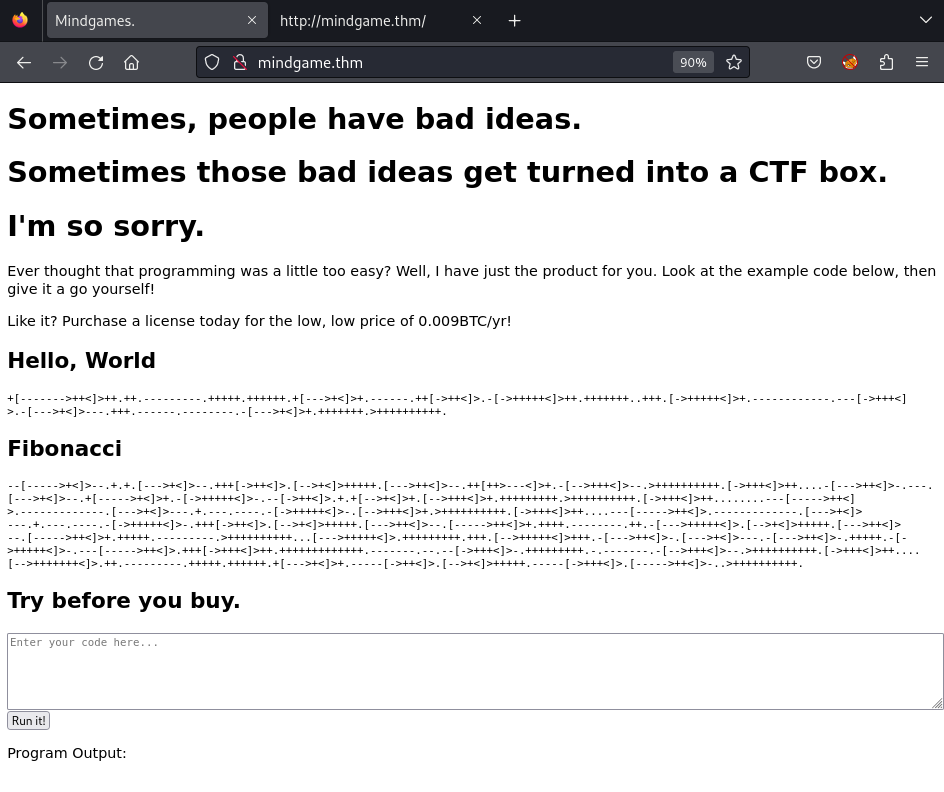 Mindgames.
http://mindgame.thm/
mindgame.thm
90%
Sometimes, people have bad ideas.
Sometimes those bad ideas get turned into a CTF box.
I'm so sorry.
Ever thought that programming was a little too easy? Well, I have just the product for you. Look at the example code below, then
give it a go yourself!
Like it? Purchase a license today for the low, low price of 0.009BTC/yr!
Hello, World
+[------->++<]>++.++.---------.+++++.++++++.+[--->+<]>+.------.++[->++<]>.-[->+++++<]>++.+++++++..+++.[->+++++<]>+.------------.---[->+++<]
>.-[--->+<]>---.+++.------.--------.-[--->+<]>+.+++++++.>++++++++++.
Fibonacci
--[----->+<]>--.+.+.[--->+<]>--.+++[->++<]>.[-->+<]>+++++.[--->++<]>--.++[++>---<]>+.-[-->+++<]>--.>++++++++++.[->+++<]>++....-[--->++<]>-.---.
[--->+<]>--.+[----->+<]>+.-[->+++++<]>-.--[->++<]>.+.+[-->+<]>+.[-->+++<]>+.+++++++++.>++++++++++.[->+++<]>++........---[----->++<]
>.-------------.[--->+<]>---.+.---.----.-[->+++++<]>-.[-->+++<]>+.>++++++++++.[->+++<]>++....---[----->++<]>.-------------.[--->+<]>
---.+.---.----.-[->+++++<]>-.+++[->++<]>.[-->+<]>+++++.[--->++<]>--.[----->++<]>+.++++.--------.++.-[--->+++++<]>.[-->+<]>+++++.[--->++<]>
--.[----->++<]>+.+++++.---------.>++++++++++...[--->+++++<]>.+++++++++.+++.[-->+++++<]>+++.-[--->++<]>-.[--->+<]>---.-[--->++<]>-.+++++.-[-
>+++++<]>-.---[----->++<]>.+++[->+++<]>++.+++++++++++++.-------.--.--[->+++<]>-.+++++++++.-.-------.-[-->+++<]>--.>++++++++++.[->+++<]>++....
[-->+++++++<]>.++.---------.+++++.++++++.+[--->+<]>+.-----[->++<]>.[-->+<]>+++++.-----[->+++<]>.[----->++<]>-..>++++++++++.
Try before you buy.
Enter your code here...
Run it!
Program Output: